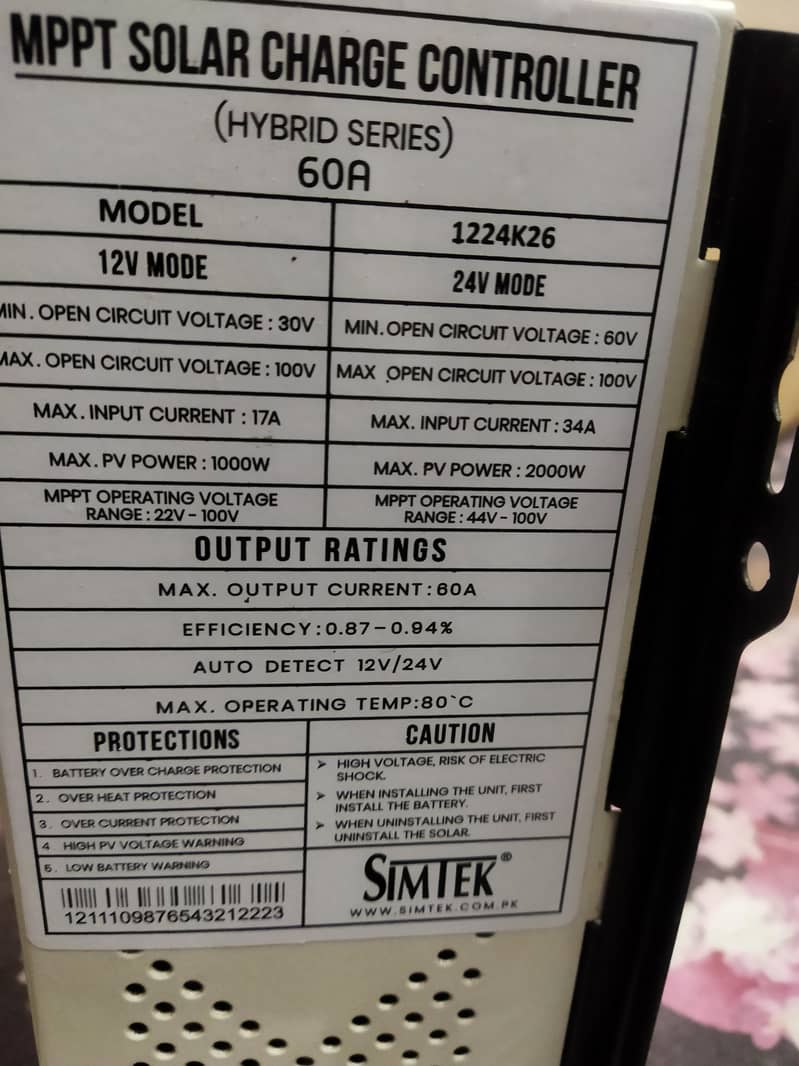 MPPT SOLAR CHARGE CONTROLLER
(HYBRID SERIES)
60A
MODEL
1224K26
12V MODE
24V MODE
MIN. OPEN CIRCUIT VOLTAGE : 30V
MIN. OPEN CIRCUIT VOLTAGE : 60V
MAX. OPEN CIRCUIT VOLTAGE : 100V
MAX OPEN CIRCUIT VOLTAGE : 100V
MAX. INPUT CURRENT : 17A
MAX. INPUT CURRENT : 34A
MAX. PV POWER : 1000W
MAX. PV POWER : 2000W
MPPT OPERATING VOLTAGE
RANGE : 22V - 100V
MPPT OPERATING VOLTAGE
RANGE : 44V - 100V
OUTPUT RATINGS
MAX. OUTPUT CURRENT : 60A
EFFICIENCY : 0.87 - 0.94%
AUTO DETECT 12V/24V
MAX. OPERATING TEMP:80`C
PROTECTIONS
1. BATTERY OVER CHARGE PROTECTION
2. OVER HEAT PROTECTION
3. OVER CURRENT PROTECTION
4 HIGH PV VOLTAGE WARNING
5. LOW BATTERY WARNING
1211109876543212223
CAUTION
➤ HIGH VOLTAGE, RISK OF ELECTRIC
SHOCK.
➤ WHEN INSTALLING THE UNIT, FIRST
INSTALL THE BATTERY.
➤ WHEN UNINSTALLING THE UNIT, FIRST
UNINSTALL THE SOLAR.
SIMTEK®
WWW.SIMTEK.COM.PK